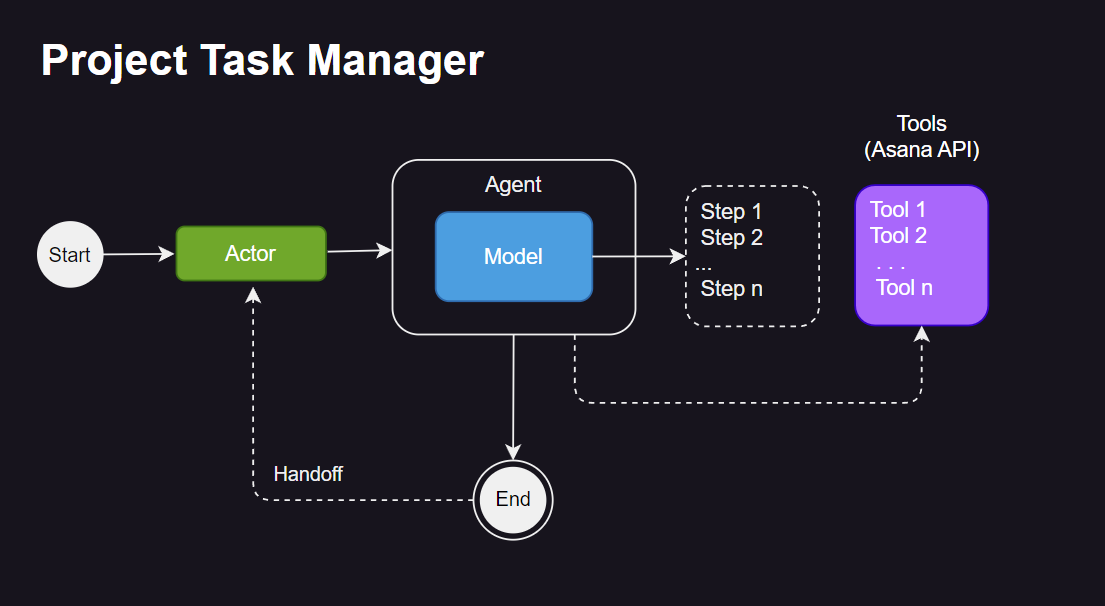 Project Task Manager
Tools
(Asana API)
Agent
Start
Actor
Model
Step 1
Step 2
...
Step n
Tool 1
Tool 2
. . .
Tool n
Handoff
End